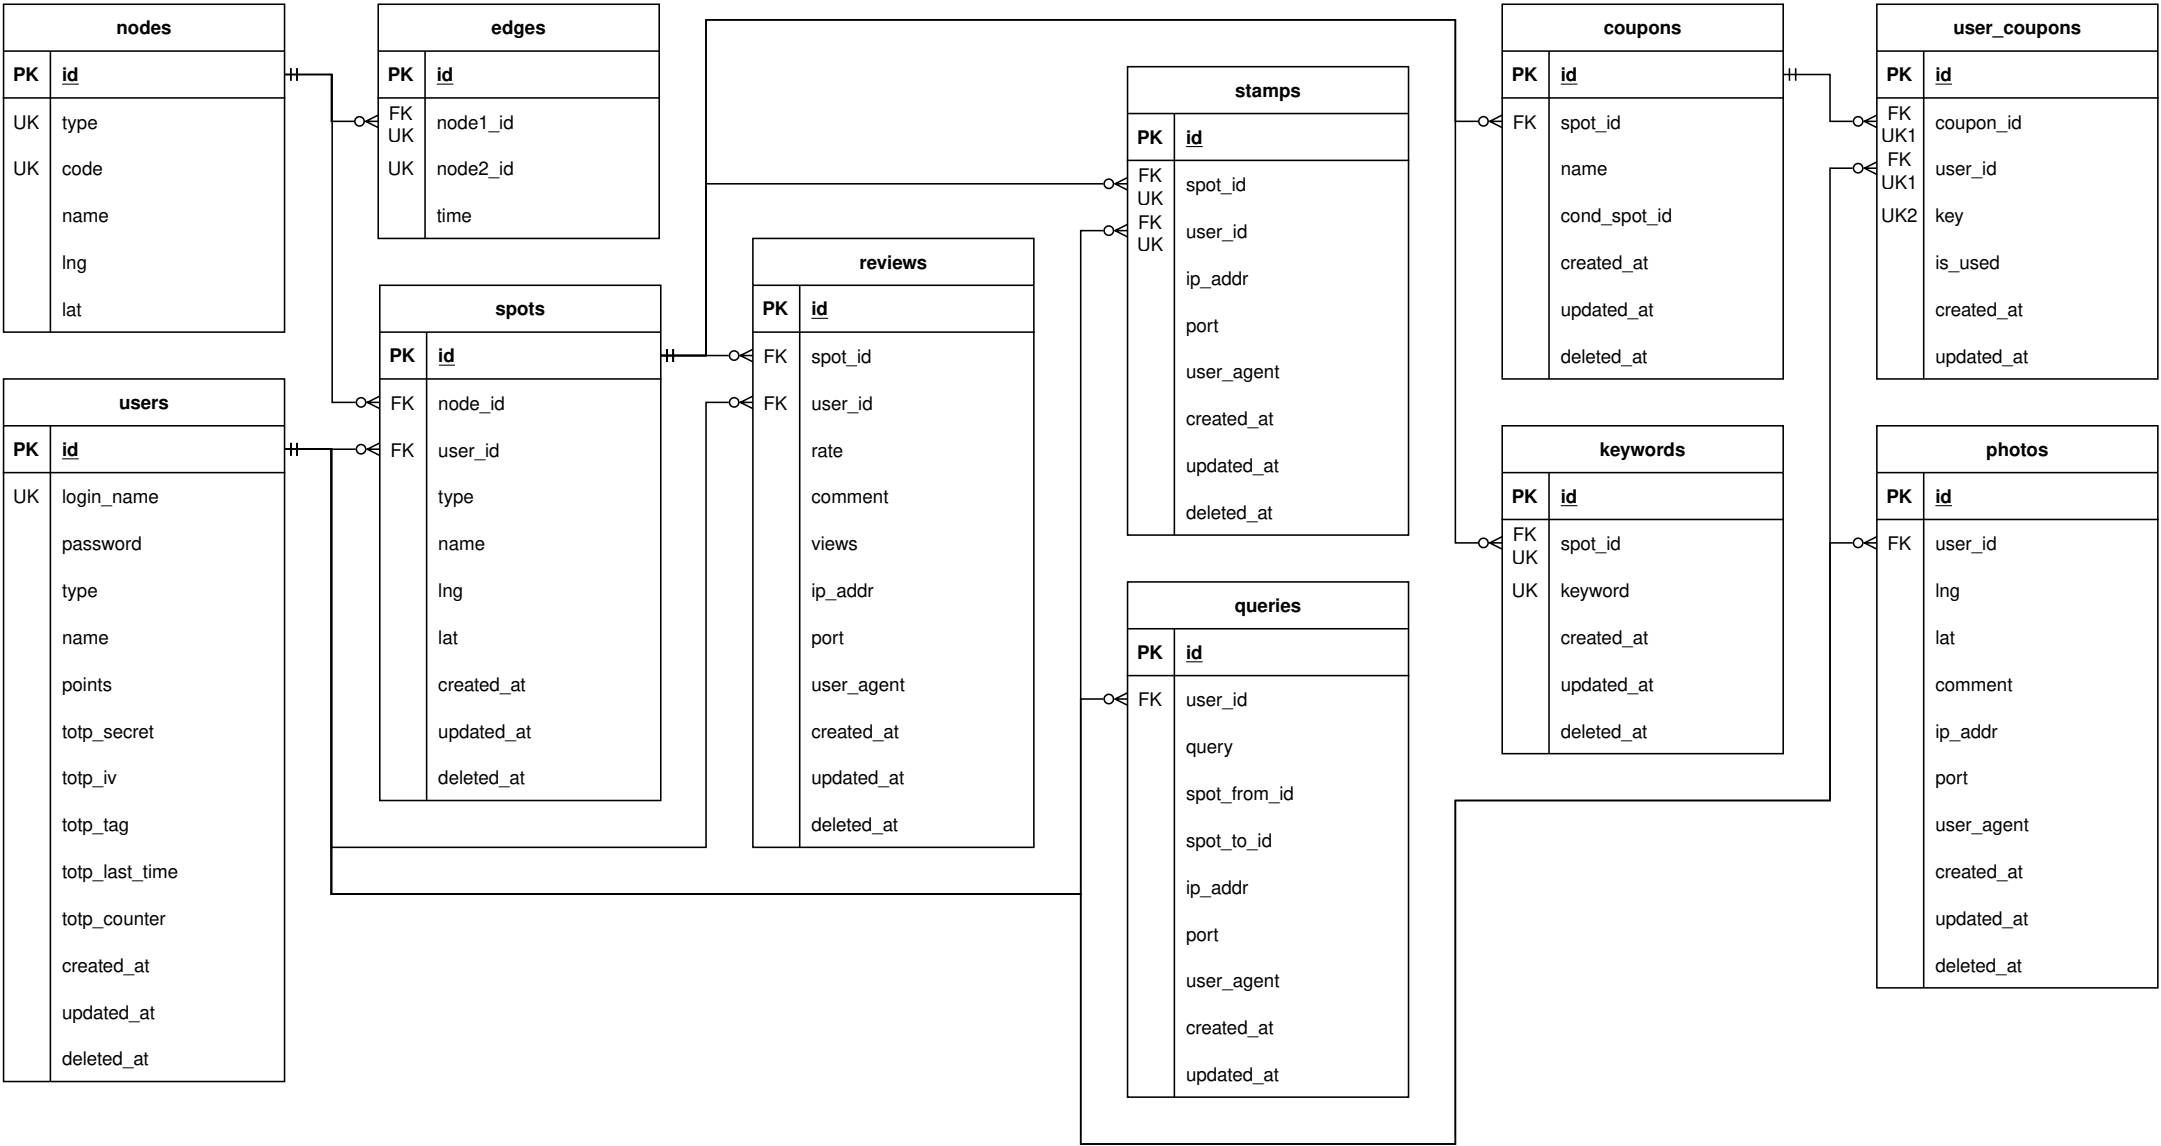 nodes
PK id
UK type
UK code
name
lng
lat
edges
PK id
FK
UK
node1_id
UK node2_id
time
users
PK id
UK login_name
password
type
name
points
totp_secret
totp_iv
totp_tag
totp_last_time
totp_counter
created_at
updated_at
deleted_at
spots
PK id
FK node_id
FK user_id
type
name
lng
lat
created_at
updated_at
deleted_at
reviews
PK id
FK spot_id
FK user_id
rate
comment
views
ip_addr
port
user_agent
created_at
updated_at
deleted_at
stamps
PK id
FK
UK
spot_id
FK
UK
user_id
ip_addr
port
user_agent
created_at
updated_at
deleted_at
queries
PK id
FK user_id
query
spot_from_id
spot_to_id
ip_addr
port
user_agent
created_at
updated_at
coupons
PK id
FK spot_id
name
cond_spot_id
created_at
updated_at
deleted_at
keywords
PK id
FK
UK
spot_id
UK keyword
created_at
updated_at
deleted_at
user_coupons
PK id
FK
UK1
coupon_id
FK
UK1
user_id
UK2 key
is_used
created_at
updated_at
photos
PK id
FK user_id
lng
lat
comment
ip_addr
port
user_agent
created_at
updated_at
deleted_at